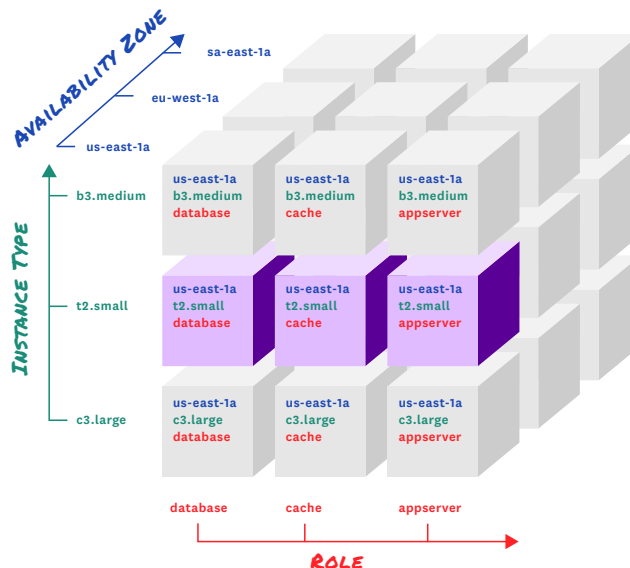 AVAILABILITY ZONE
sa-east-1a
eu-west-1a
us-east-1a
INSTANCE TYPE
b3.medium
t2.small
c3.large
us-east-1a
b3.medium
database
us-east-1a
b3.medium
cache
us-east-1a
b3.medium
appserver
us-east-1a
t2.small
database
us-east-1a
t2.small
cache
us-east-1a
t2.small
appserver
us-east-1a
c3.large
database
us-east-1a
c3.large
cache
us-east-1a
c3.large
appserver
database
cache
appserver
ROLE